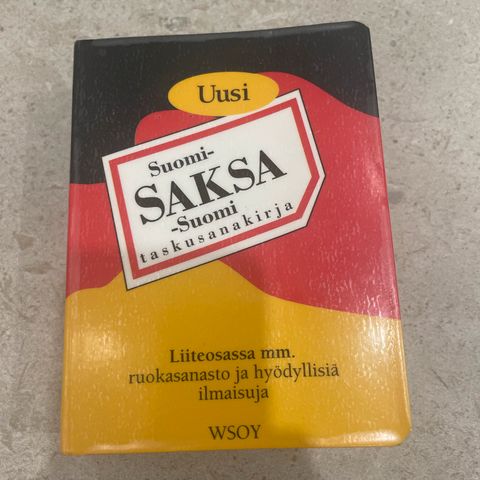 Uusi
Suomi-
SAKSA
-Suomi
taskusanakirja
Liiteosassa mm.
ruokasanasto ja hyödyllisiä
ilmaisuja
WSOY